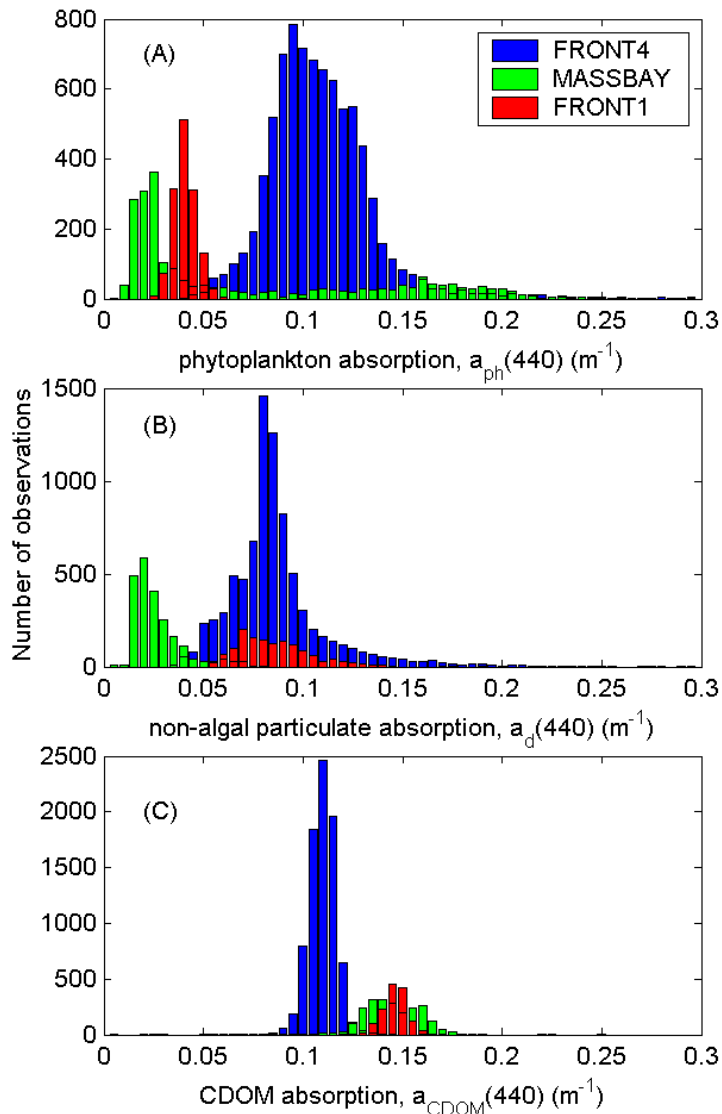 800
600
400
200
0
(A)
FRONT4
MASSBAY
FRONT1
0 0.05 0.1 0.15 0.2 0.25 0.3
phytoplankton absorption, a_ph(440) (m^-1)
Number of observations
1500
1000
500
0
(B)
0 0.05 0.1 0.15 0.2 0.25 0.3
non-algal particulate absorption, a_d(440) (m^-1)
2500
2000
1500
1000
500
0
(C)
0 0.05 0.1 0.15 0.2 0.25 0.3
CDOM absorption, a_CDOM(440) (m^-1)